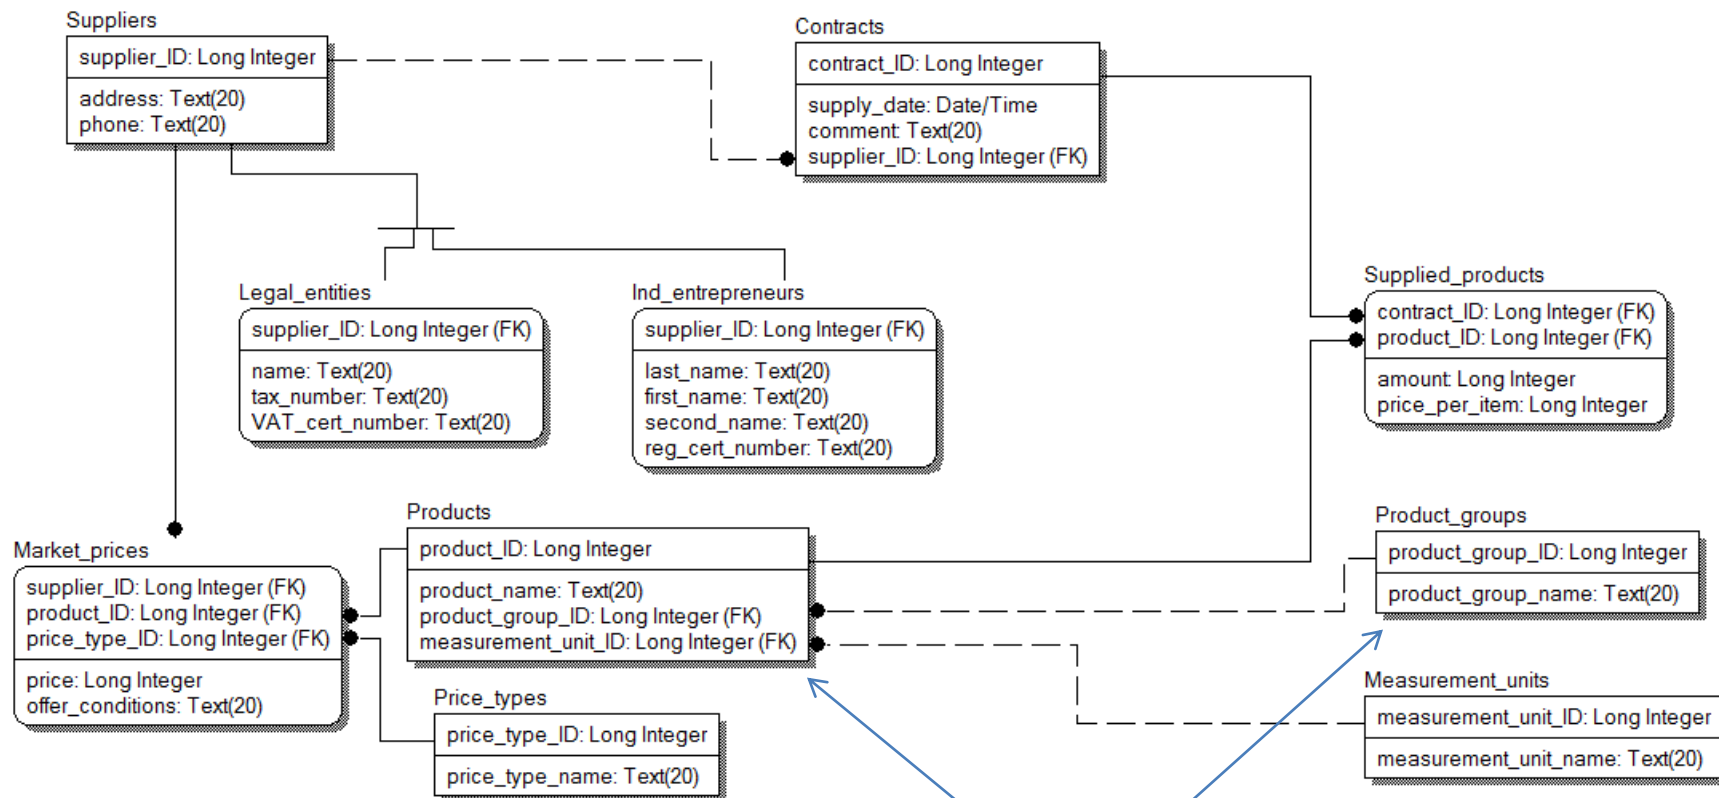 Suppliers
supplier_ID: Long Integer
address: Text(20)
phone: Text(20)
Contracts
contract_ID: Long Integer
supply_date: Date/Time
comment: Text(20)
supplier_ID: Long Integer (FK)
Legal_entities
supplier_ID: Long Integer (FK)
name: Text(20)
tax_number: Text(20)
VAT_cert_number: Text(20)
Ind_entrepreneurs
supplier_ID: Long Integer (FK)
last_name: Text(20)
first_name: Text(20)
second_name: Text(20)
reg_cert_number: Text(20)
Supplied_products
contract_ID: Long Integer (FK)
product_ID: Long Integer (FK)
amount: Long Integer
price_per_item: Long Integer
Market_prices
supplier_ID: Long Integer (FK)
product_ID: Long Integer (FK)
price_type_ID: Long Integer (FK)
price: Long Integer
offer_conditions: Text(20)
Products
product_ID: Long Integer
product_name: Text(20)
product_group_ID: Long Integer (FK)
measurement_unit_ID: Long Integer (FK)
Product_groups
product_group_ID: Long Integer
product_group_name: Text(20)
Price_types
price_type_ID: Long Integer
price_type_name: Text(20)
Measurement_units
measurement_unit_ID: Long Integer
measurement_unit_name: Text(20)